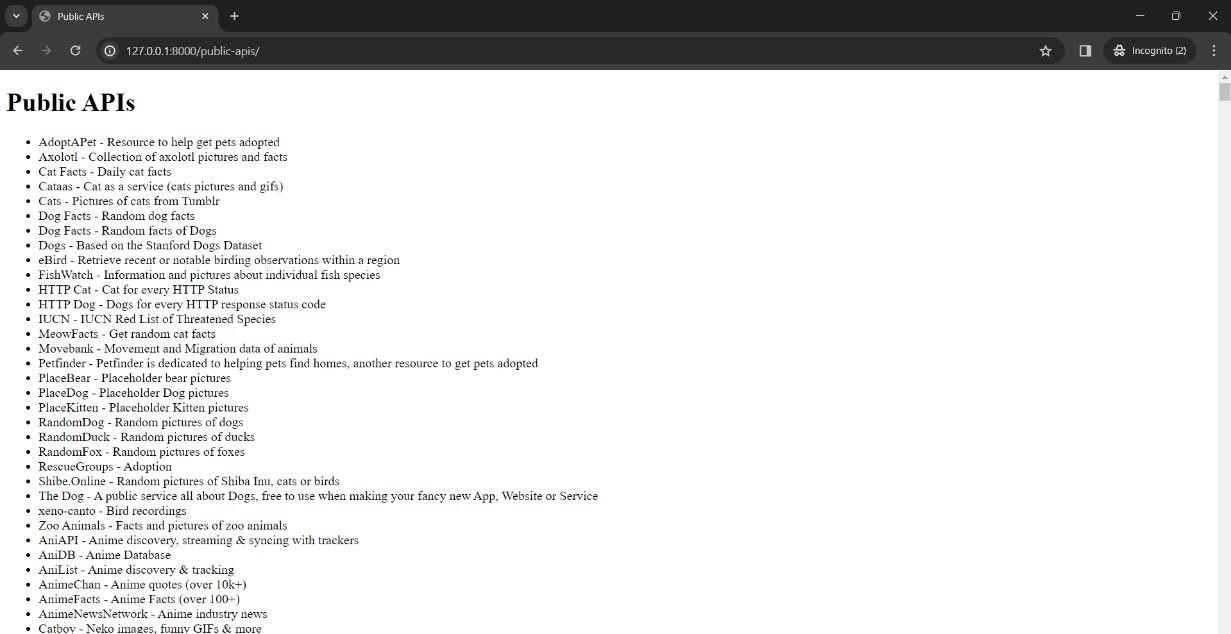 Public APIs
127.0.0.1:8000/public-apis/
Incognito (2)
Public APIs
AdoptAPet - Resource to help get pets adopted
Axolotl - Collection of axolotl pictures and facts
Cat Facts - Daily cat facts
Cataas - Cat as a service (cats pictures and gifs)
Cats - Pictures of cats from Tumblr
Dog Facts - Random dog facts
Dog Facts - Random facts of Dogs
Dogs - Based on the Stanford Dogs Dataset
eBird - Retrieve recent or notable birding observations within a region
FishWatch - Information and pictures about individual fish species
HTTP Cat - Cat for every HTTP Status
HTTP Dog - Dogs for every HTTP response status code
IUCN - IUCN Red List of Threatened Species
MeowFacts - Get random cat facts
Movebank - Movement and Migration data of animals
Petfinder - Petfinder is dedicated to helping pets find homes, another resource to get pets adopted
PlaceBear - Placeholder bear pictures
PlaceDog - Placeholder Dog pictures
PlaceKitten - Placeholder Kitten pictures
RandomDog - Random pictures of dogs
RandomDuck - Random pictures of ducks
RandomFox - Random pictures of foxes
RescueGroups - Adoption
Shibe.Online - Random pictures of Shiba Inu, cats or birds
The Dog - A public service all about Dogs, free to use when making your fancy new App, Website or Service
xeno-canto - Bird recordings
Zoo Animals - Facts and pictures of zoo animals
AniAPI - Anime discovery, streaming & syncing with trackers
AniDB - Anime Database
AniList - Anime discovery & tracking
AnimeChan - Anime quotes (over 10k+)
AnimeFacts - Anime Facts (over 100+)
AnimeNewsNetwork - Anime industry news
Catboy - Neko images, funny GIFs & more